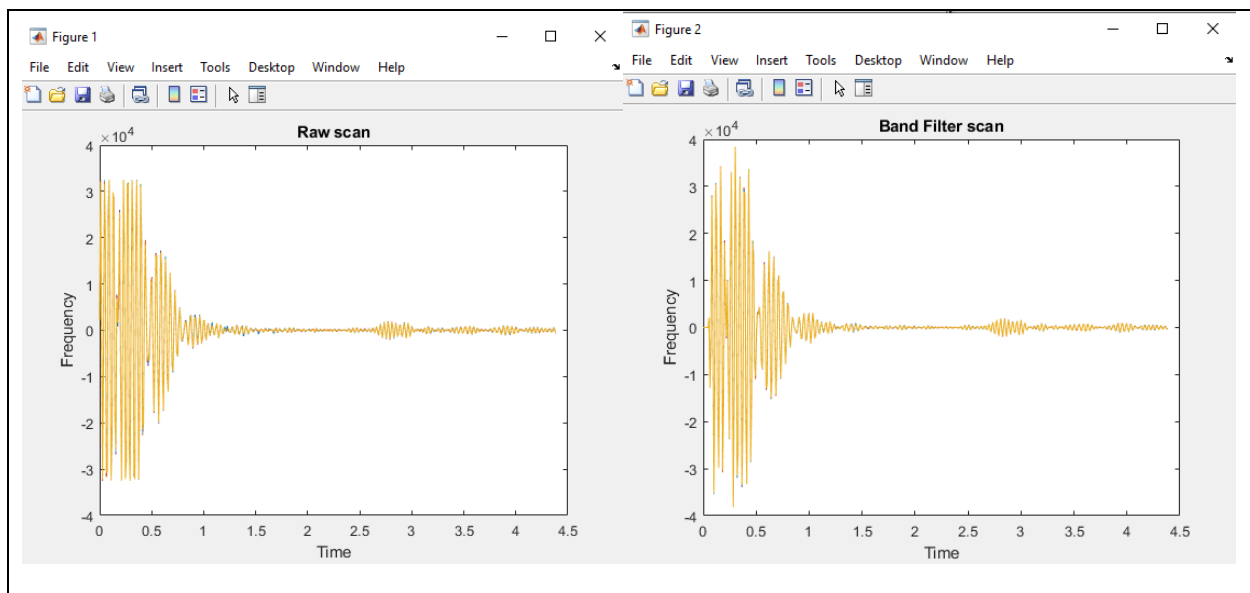 Figure 1
File Edit View Insert Tools Desktop Window Help
Raw scan
×10^4
4
3
2
1
0
-1
-2
-3
-4
Frequency
0 0.5 1 1.5 2 2.5 3 3.5 4 4.5
Time
Figure 2
File Edit View Insert Tools Desktop Window Help
Band Filter scan
×10^4
4
3
2
1
0
-1
-2
-3
-4
Frequency
0 0.5 1 1.5 2 2.5 3 3.5 4 4.5
Time